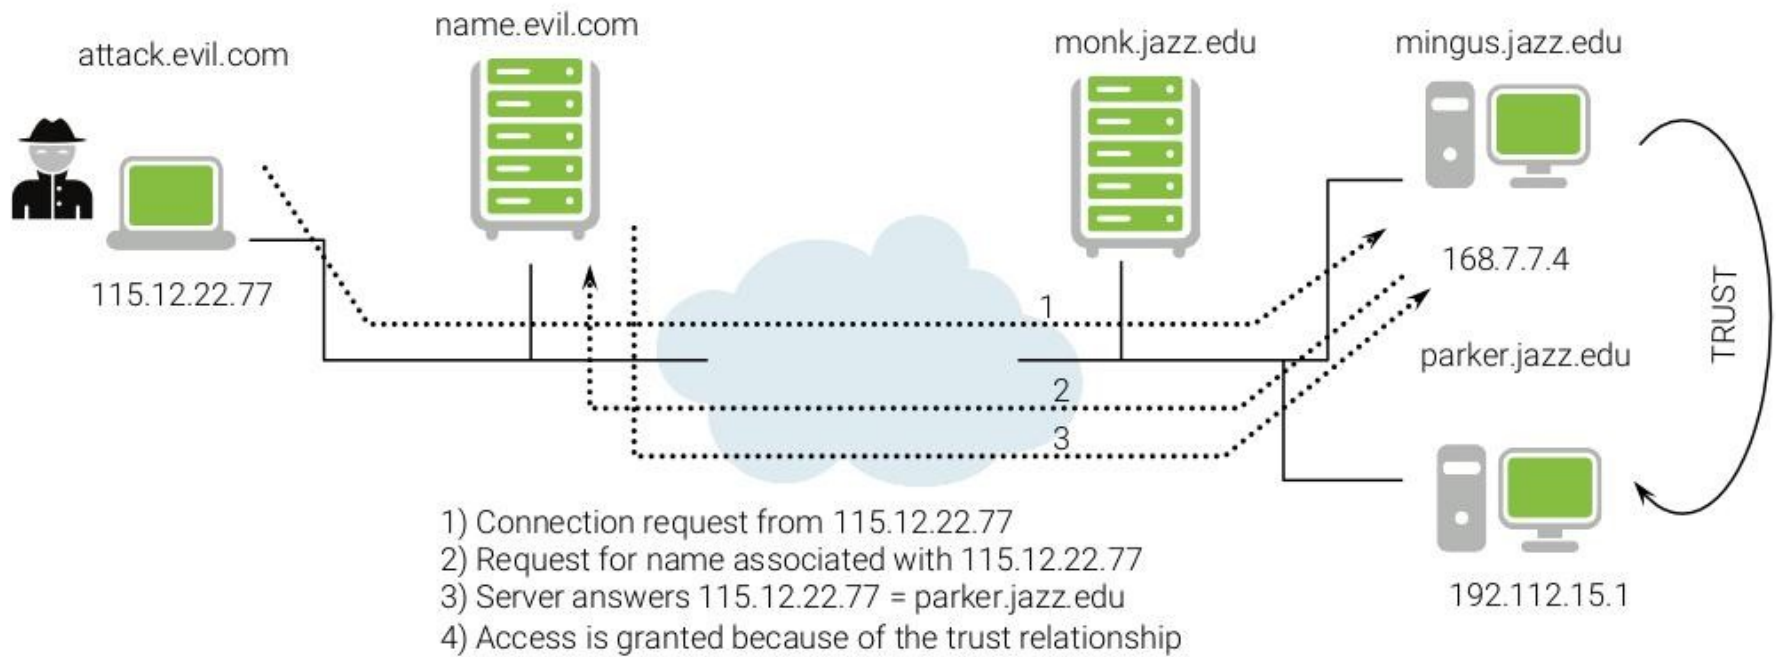 attack.evil.com
name.evil.com
monk.jazz.edu
mingus.jazz.edu
115.12.22.77
168.7.7.4
1
TRUST
parker.jazz.edu
2
3
192.112.15.1
1) Connection request from 115.12.22.77
2) Request for name associated with 115.12.22.77
3) Server answers 115.12.22.77 = parker.jazz.edu
4) Access is granted because of the trust relationship